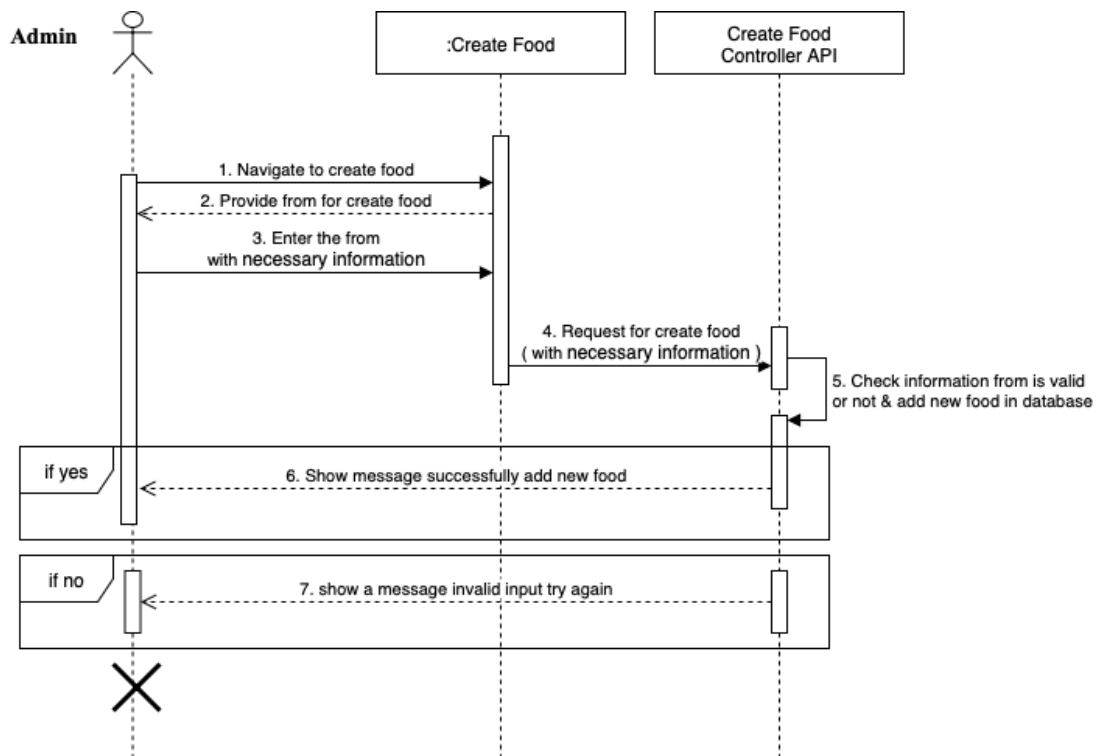 Admin
:Create Food
Create Food
Controller API
1. Navigate to create food
2. Provide from for create food
3. Enter the from
with necessary information
4. Request for create food
( with necessary information )
5. Check information from is valid
or not & add new food in database
if yes
6. Show message successfully add new food
if no
7. show a message invalid input try again